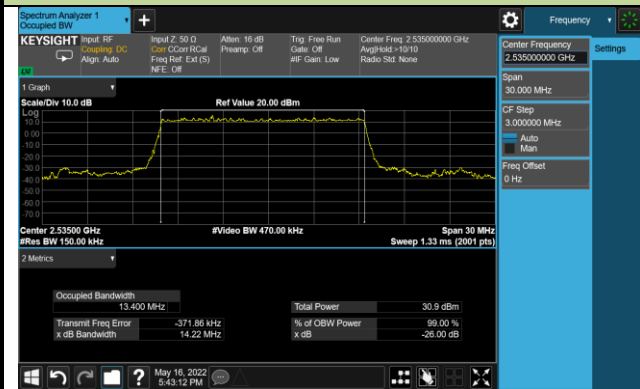 Spectrum Analyzer 1
Occupied BW
Frequency
KEYSIGHT
Input: RF
Coupling: DC
Align: Auto
Input Z: 50 Ω
Corr CCorr RCal
Freq Ref: Ext (S)
NFE: Off
Atten: 16 dB
Preamp: Off
Trig: Free Run
Gate: Off
#IF Gain: Low
Center Freq: 2.535000000 GHz
Avg|Hold:>10/10
Radio Std: None
Center Frequency
2.535000000 GHz
Settings
Span
30.000 MHz
CF Step
3.000000 MHz
Auto
Man
Freq Offset
0 Hz
1 Graph
Scale/Div 10.0 dB
Ref Value 20.00 dBm
Log
10.0
0.00
-10.0
-20.0
-30.0
-40.0
-50.0
-60.0
-70.0
Center 2.53500 GHz
#Video BW 470.00 kHz
Span 30 MHz
#Res BW 150.00 kHz
Sweep 1.33 ms (2001 pts)
2 Metrics
Occupied Bandwidth
13.400 MHz
Total Power 30.9 dBm
Transmit Freq Error -371.86 kHz
% of OBW Power 99.00 %
x dB Bandwidth 14.22 MHz
x dB -26.00 dB
May 16, 2022
5:43:12 PM